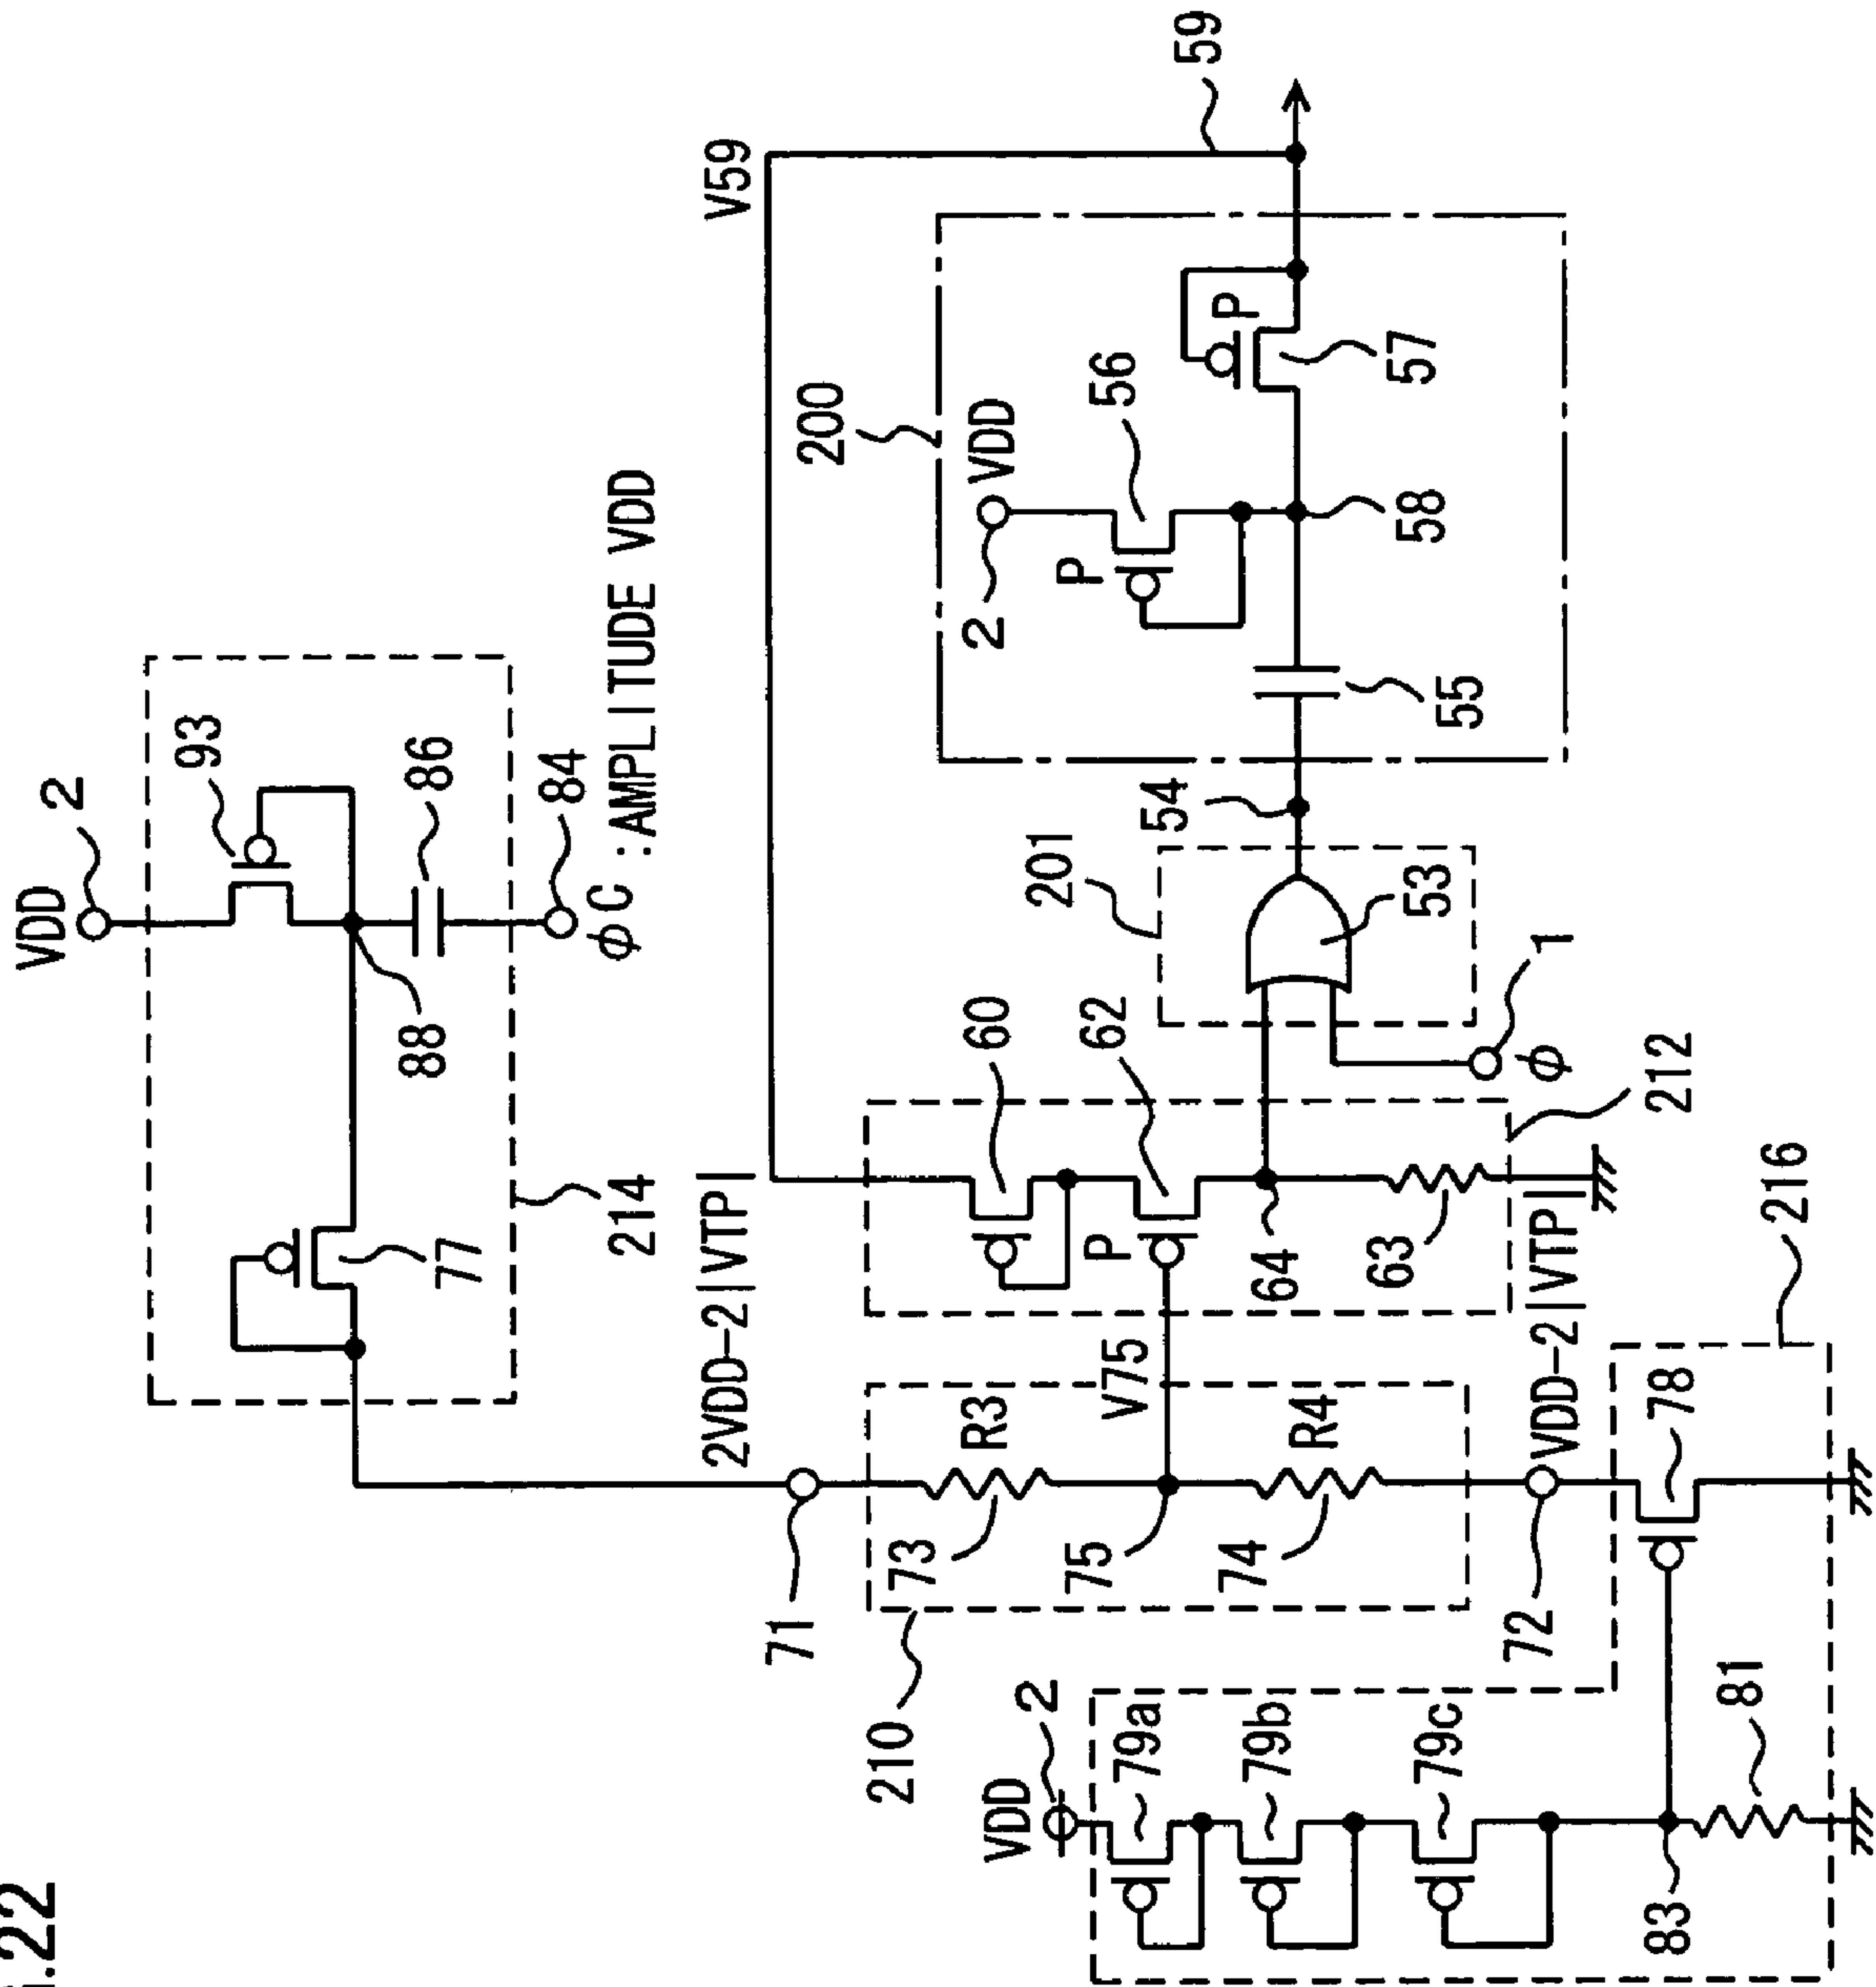 .22
VDD
2
93
86
88
84
φC :AMPLITUDE VDD
77
214
V59
59
200
2
VDD
P
56
P
57
58
55
54
201
53
1
φ
60
62
P
64
63
212
71
2VDD-2|VTP|
210
R3
73
V75
75
R4
74
72
VDD-2|VTP|
216
78
VDD
2
79a
79b
79c
83
81